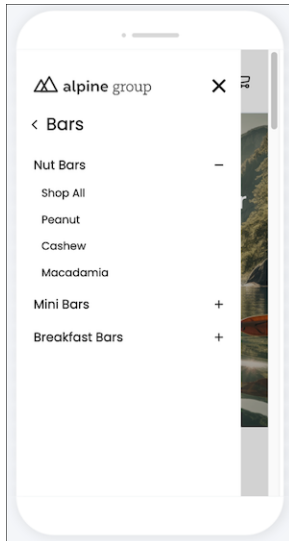 alpine group
Bars
Nut Bars
Shop All
Peanut
Cashew
Macadamia
Mini Bars
Breakfast Bars
r